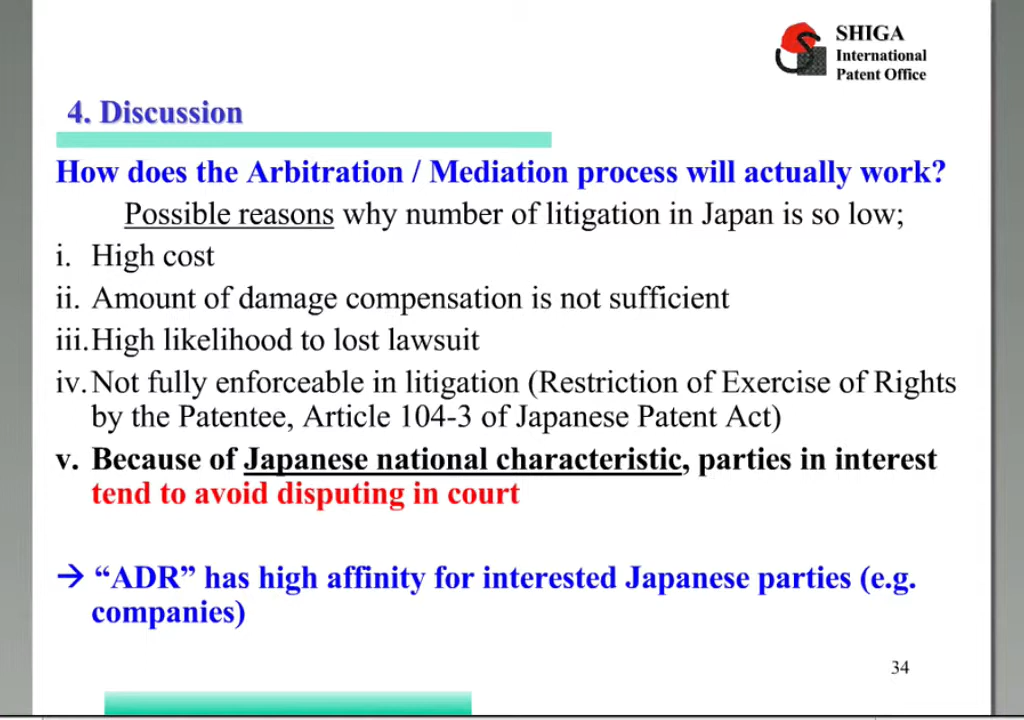 SHIGA
International
Patent Office
4. Discussion
How does the Arbitration / Mediation process will actually work?
Possible reasons why number of litigation in Japan is so low;
i. High cost
ii. Amount of damage compensation is not sufficient
iii. High likelihood to lost lawsuit
iv. Not fully enforceable in litigation (Restriction of Exercise of Rights
by the Patentee, Article 104-3 of Japanese Patent Act)
v. Because of Japanese national characteristic, parties in interest
tend to avoid disputing in court
→ “ADR” has high affinity for interested Japanese parties (e.g.
companies)
34